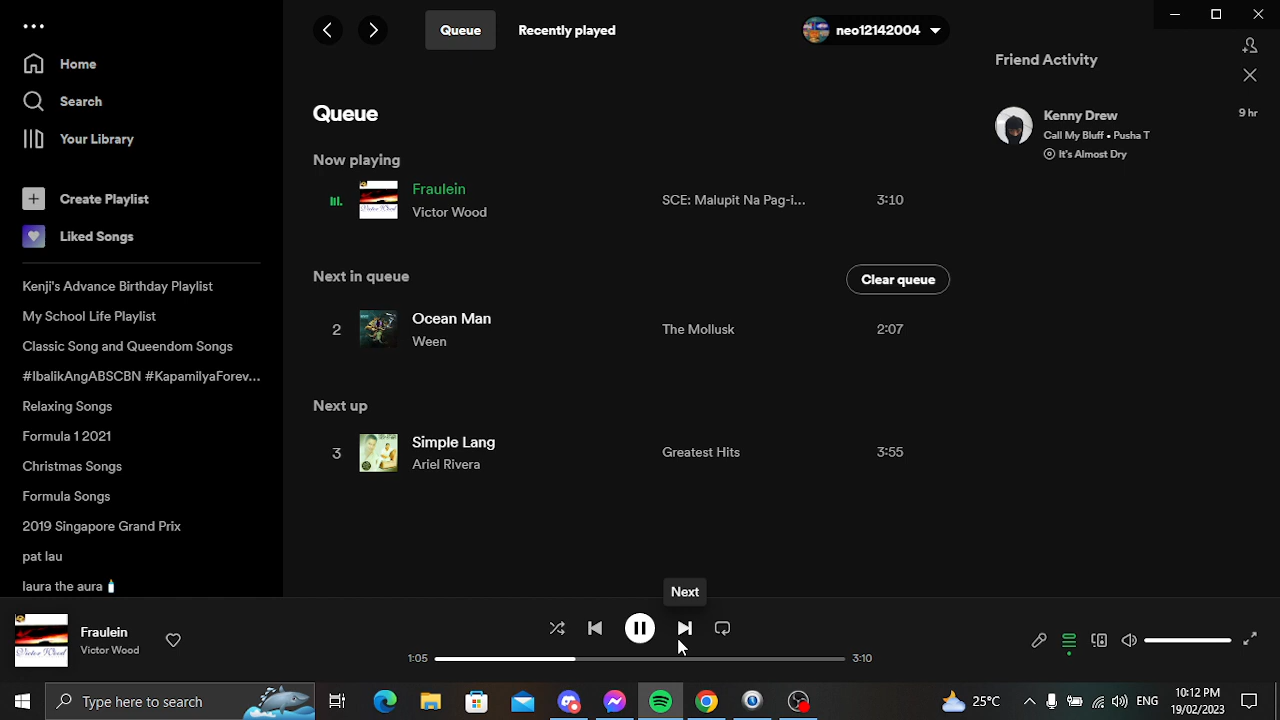 Queue
Recently played
neo12142004
Home
Search
Your Library
Create Playlist
Liked Songs
Kenji's Advance Birthday Playlist
My School Life Playlist
Classic Song and Queendom Songs
#IbalikAngABSCBN #KapamilyaForev...
Relaxing Songs
Formula 1 2021
Christmas Songs
Formula Songs
2019 Singapore Grand Prix
pat lau
laura the aura
Queue
Now playing
Fraulein
Victor Wood
SCE: Malupit Na Pag-i...
3:10
Next in queue
Clear queue
2
Ocean Man
Ween
The Mollusk
2:07
Next up
3
Simple Lang
Ariel Rivera
Greatest Hits
3:55
Friend Activity
Kenny Drew
9 hr
Call My Bluff • Pusha T
It's Almost Dry
Next
Fraulein
Victor Wood
1:05
3:10
Type here to search
25°C
ENG
10:12 PM
19/02/2023